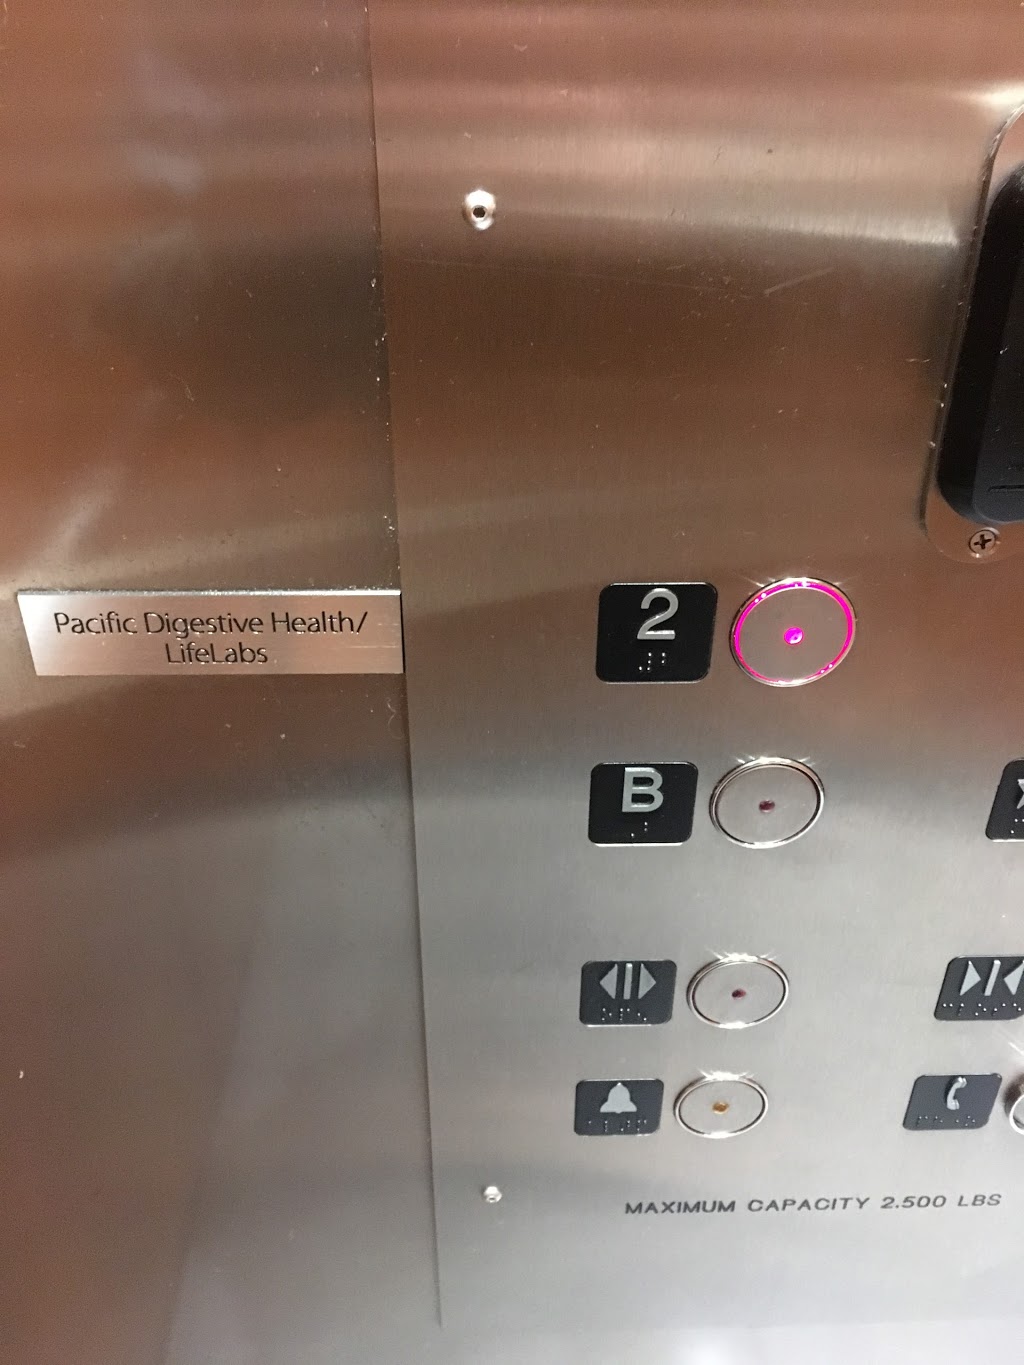 Pacific Digestive Health/
LifeLabs
2
B
MAXIMUM CAPACITY 2.500 LBS